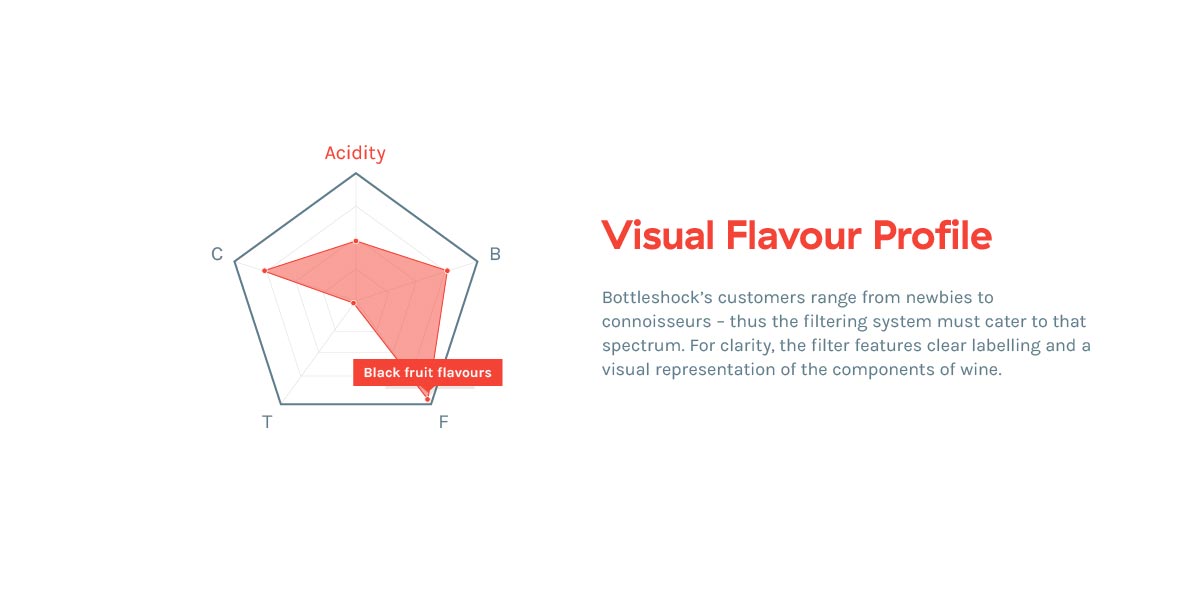 Acidity
C
B
Black fruit flavours
T
F
Visual Flavour Profile
Bottleshock’s customers range from newbies to
connoisseurs – thus the filtering system must cater to that
spectrum. For clarity, the filter features clear labelling and a
visual representation of the components of wine.